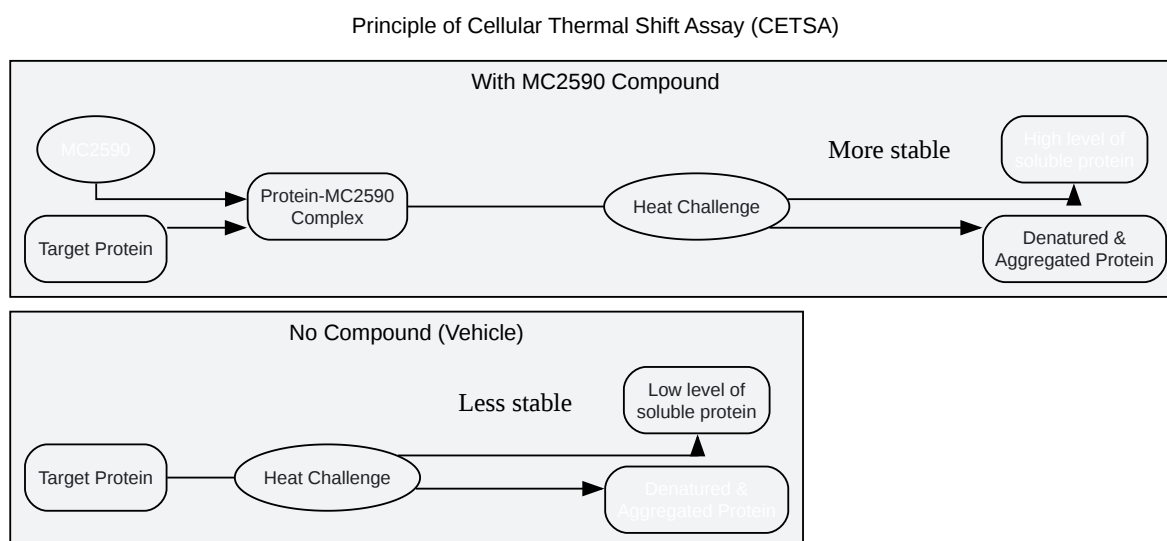 Principle of Cellular Thermal Shift Assay (CETSA)
With MC2590 Compound
MC2590
Target Protein
Protein-MC2590
Complex
Heat Challenge
More stable
High level of
soluble protein
Denatured &
Aggregated Protein
No Compound (Vehicle)
Target Protein
Heat Challenge
Less stable
Low level of
soluble protein
Denatured &
Aggregated Protein